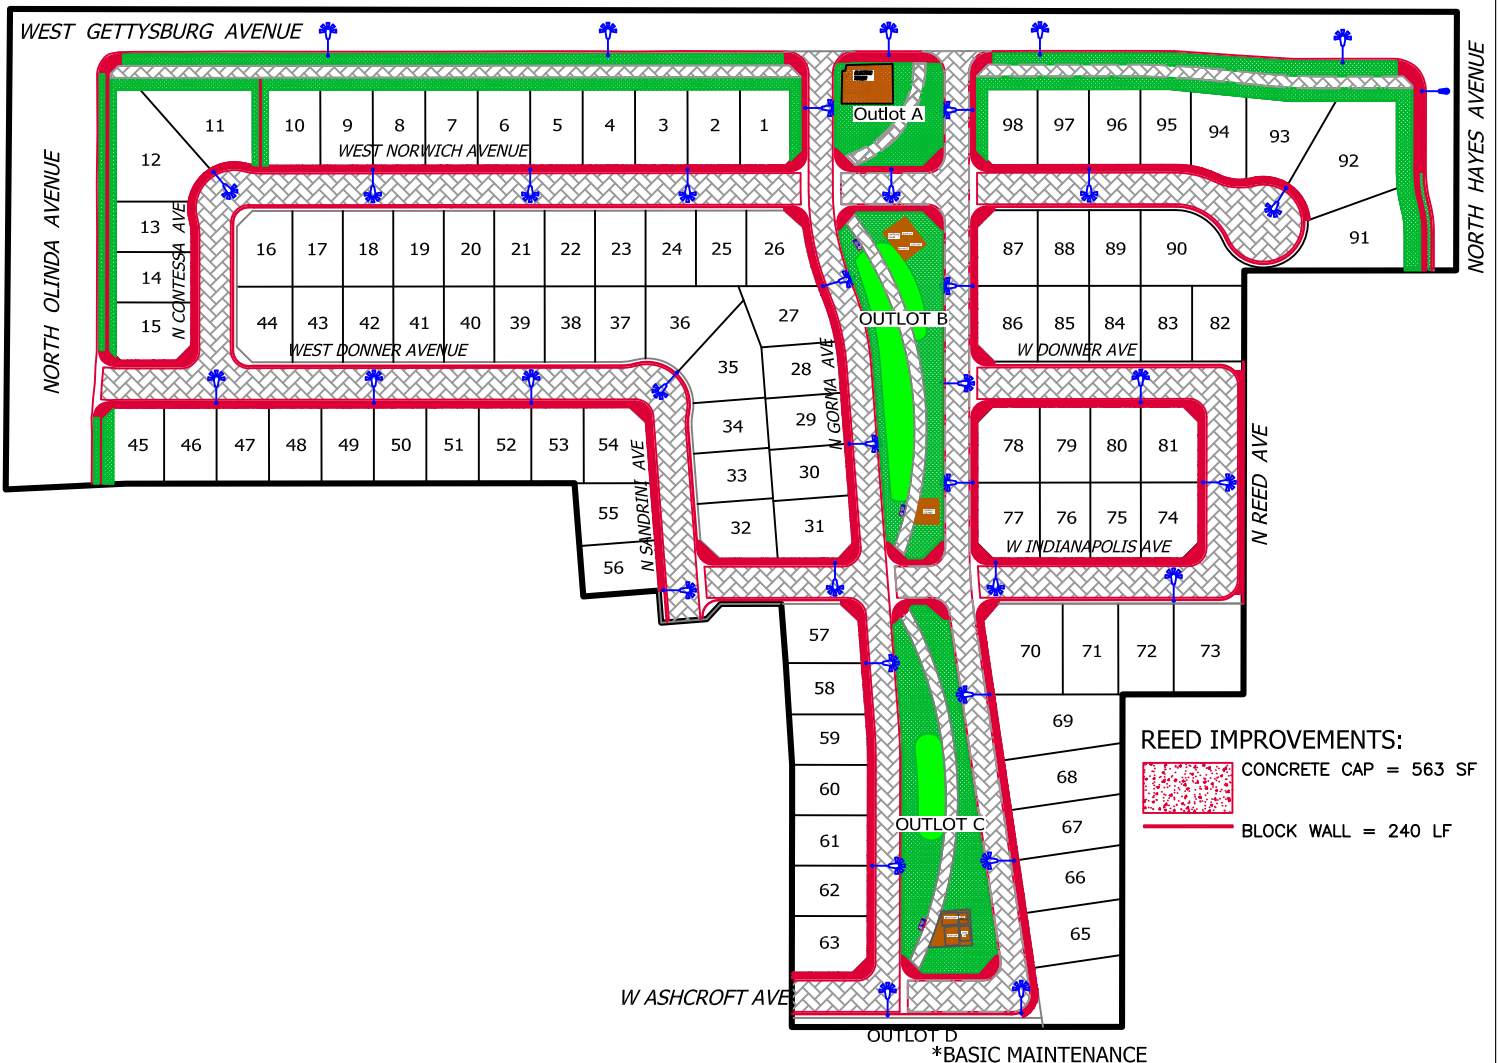 WEST GETTYSBURG AVENUE
NORTH HAYES AVENUE
NORTH OLINDA AVENUE
Outlot A
11 10 9 8 7 6 5 4 3 2 1
98 97 96 95 94 93 92
WEST NORWICH AVENUE
12
13
14
15
N CONTESSA AVE
16 17 18 19 20 21 22 23 24 25 26
87 88 89 90 91
44 43 42 41 40 39 38 37 36
27
OUTLOT B
86 85 84 83 82
WEST DONNER AVENUE
W DONNER AVE
35 28
N GORMA AVE
34 29
33 30
32 31
45 46 47 48 49 50 51 52 53 54
55
56
N SANDRINI AVE
78 79 80 81
77 76 75 74
W INDIANAPOLIS AVE
N REED AVE
57
58
59
60
61
62
63
70 71 72 73
69
68
67
66
65
OUTLOT C
REED IMPROVEMENTS:
CONCRETE CAP = 563 SF
BLOCK WALL = 240 LF
W ASHCROFT AVE
OUTLOT D
*BASIC MAINTENANCE